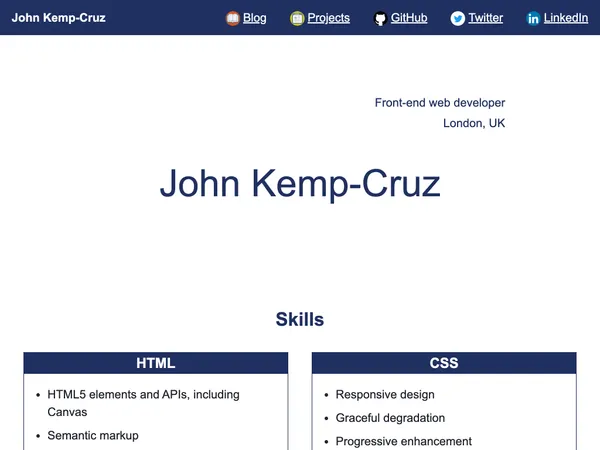 John Kemp-Cruz
Blog
Projects
GitHub
Twitter
LinkedIn
Front-end web developer
London, UK
John Kemp-Cruz
Skills
HTML
HTML5 elements and APIs, including
Canvas
Semantic markup
CSS
Responsive design
Graceful degradation
Progressive enhancement